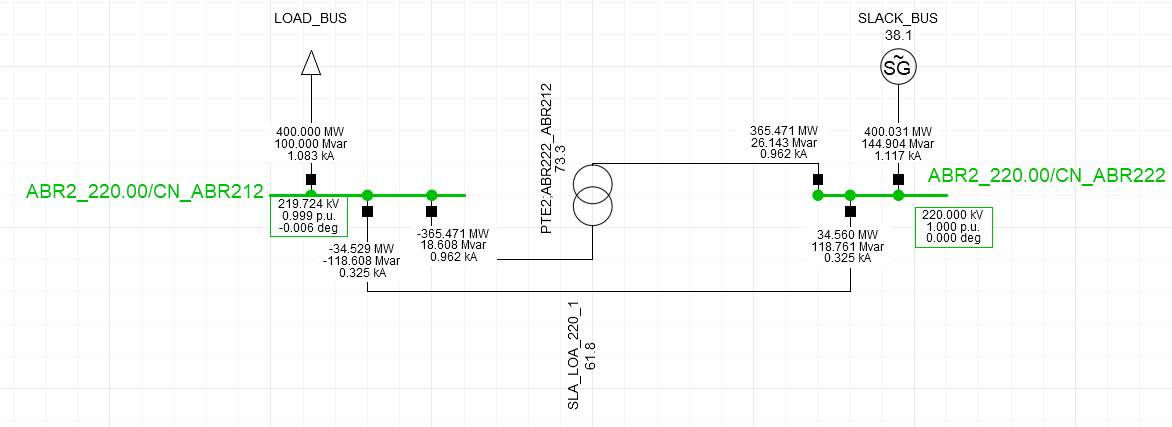 LOAD_BUS
SLACK_BUS
38.1
SG
~
400.000 MW
100.000 Mvar
1.083 kA
PTE2;ABR222_ABR212
73.3
365.471 MW
26.143 Mvar
0.962 kA
400.031 MW
144.904 Mvar
1.117 kA
ABR2_220.00/CN_ABR212
ABR2_220.00/CN_ABR222
219.724 kV
0.999 p.u.
-0.006 deg
220.000 kV
1.000 p.u.
0.000 deg
-34.529 MW
-118.608 Mvar
0.325 kA
-365.471 MW
18.608 Mvar
0.962 kA
34.560 MW
118.761 Mvar
0.325 kA
SLA_LOA_220_1
61.8